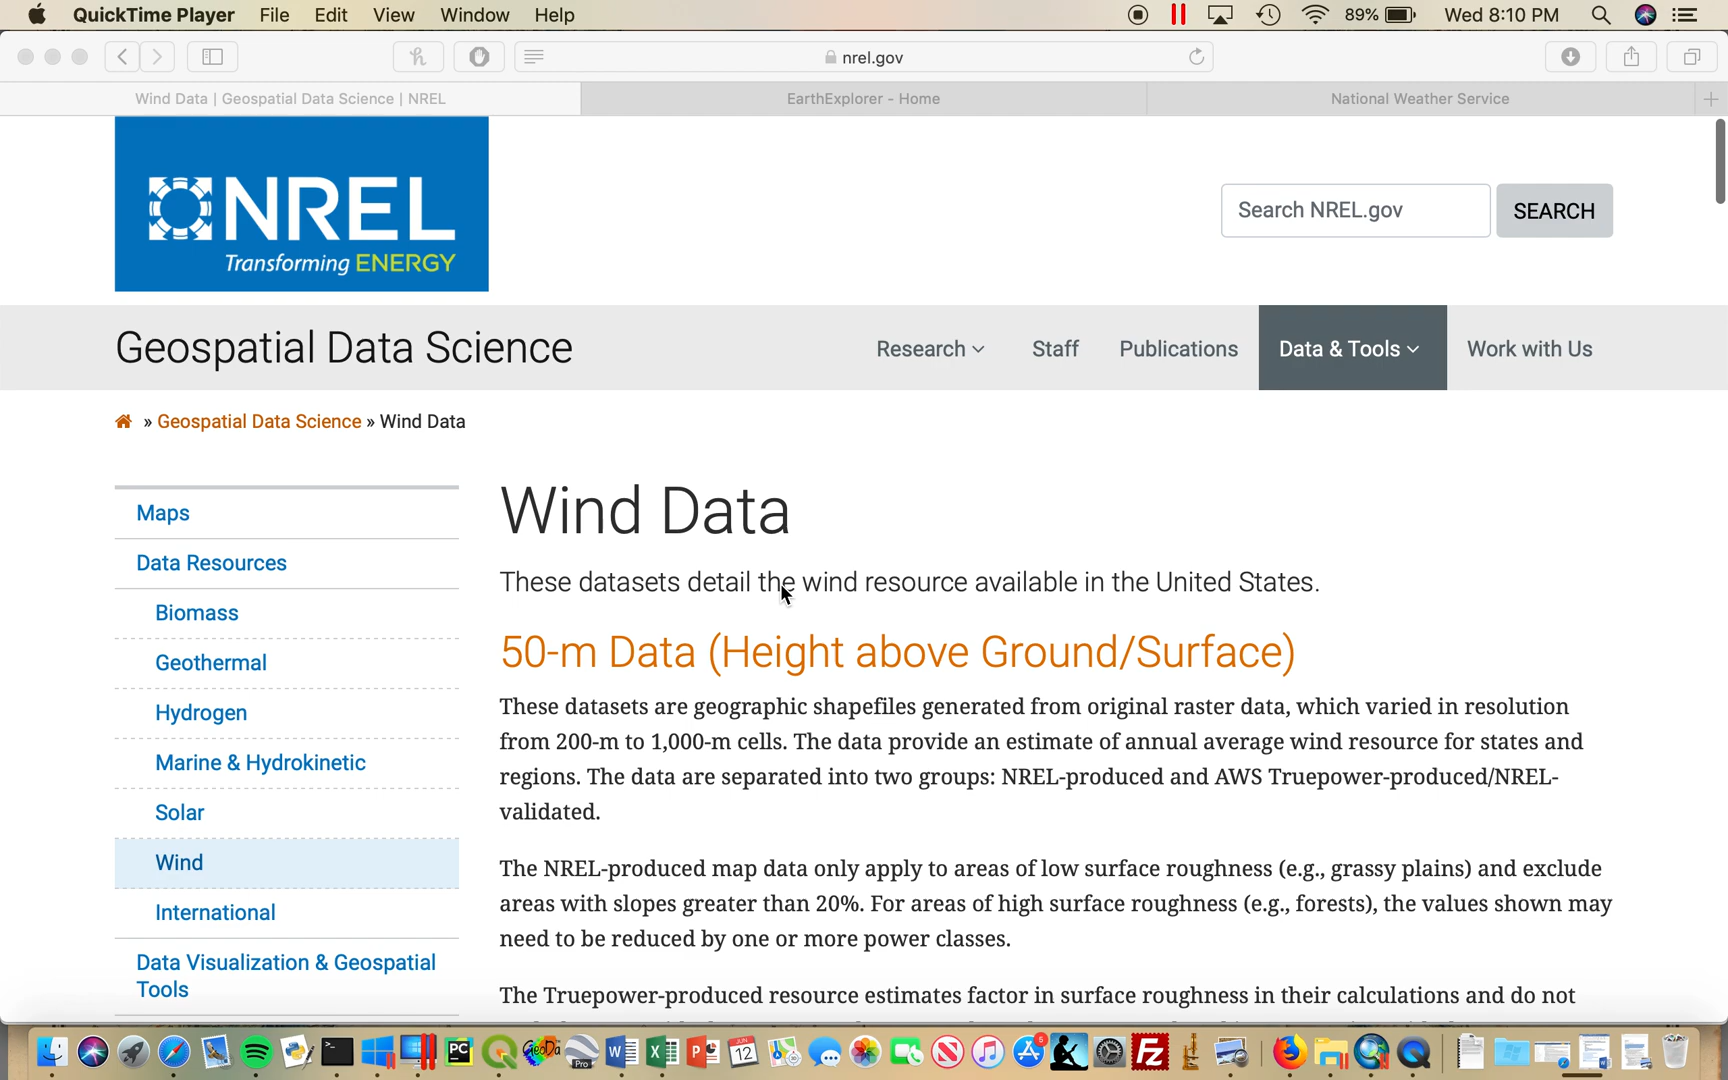 QuickTime Player File Edit View Window Help 89% Wed 8:10 PM
nrel.gov
Wind Data | Geospatial Data Science | NREL
EarthExplorer - Home
National Weather Service
NREL
Transforming ENERGY
Search NREL.gov
SEARCH
Geospatial Data Science
Research
Staff
Publications
Data & Tools
Work with Us
» Geospatial Data Science » Wind Data
Maps
Data Resources
Biomass
Geothermal
Hydrogen
Marine & Hydrokinetic
Solar
Wind
International
Data Visualization & Geospatial
Tools
Wind Data
These datasets detail the wind resource available in the United States.
50-m Data (Height above Ground/Surface)
These datasets are geographic shapefiles generated from original raster data, which varied in resolution
from 200-m to 1,000-m cells. The data provide an estimate of annual average wind resource for states and
regions. The data are separated into two groups: NREL-produced and AWS Truepower-produced/NREL-
validated.
The NREL-produced map data only apply to areas of low surface roughness (e.g., grassy plains) and exclude
areas with slopes greater than 20%. For areas of high surface roughness (e.g., forests), the values shown may
need to be reduced by one or more power classes.
The Truepower-produced resource estimates factor in surface roughness in their calculations and do not
PC
GeoDa
Pro
W
X
P
JUN
12
5
Fz